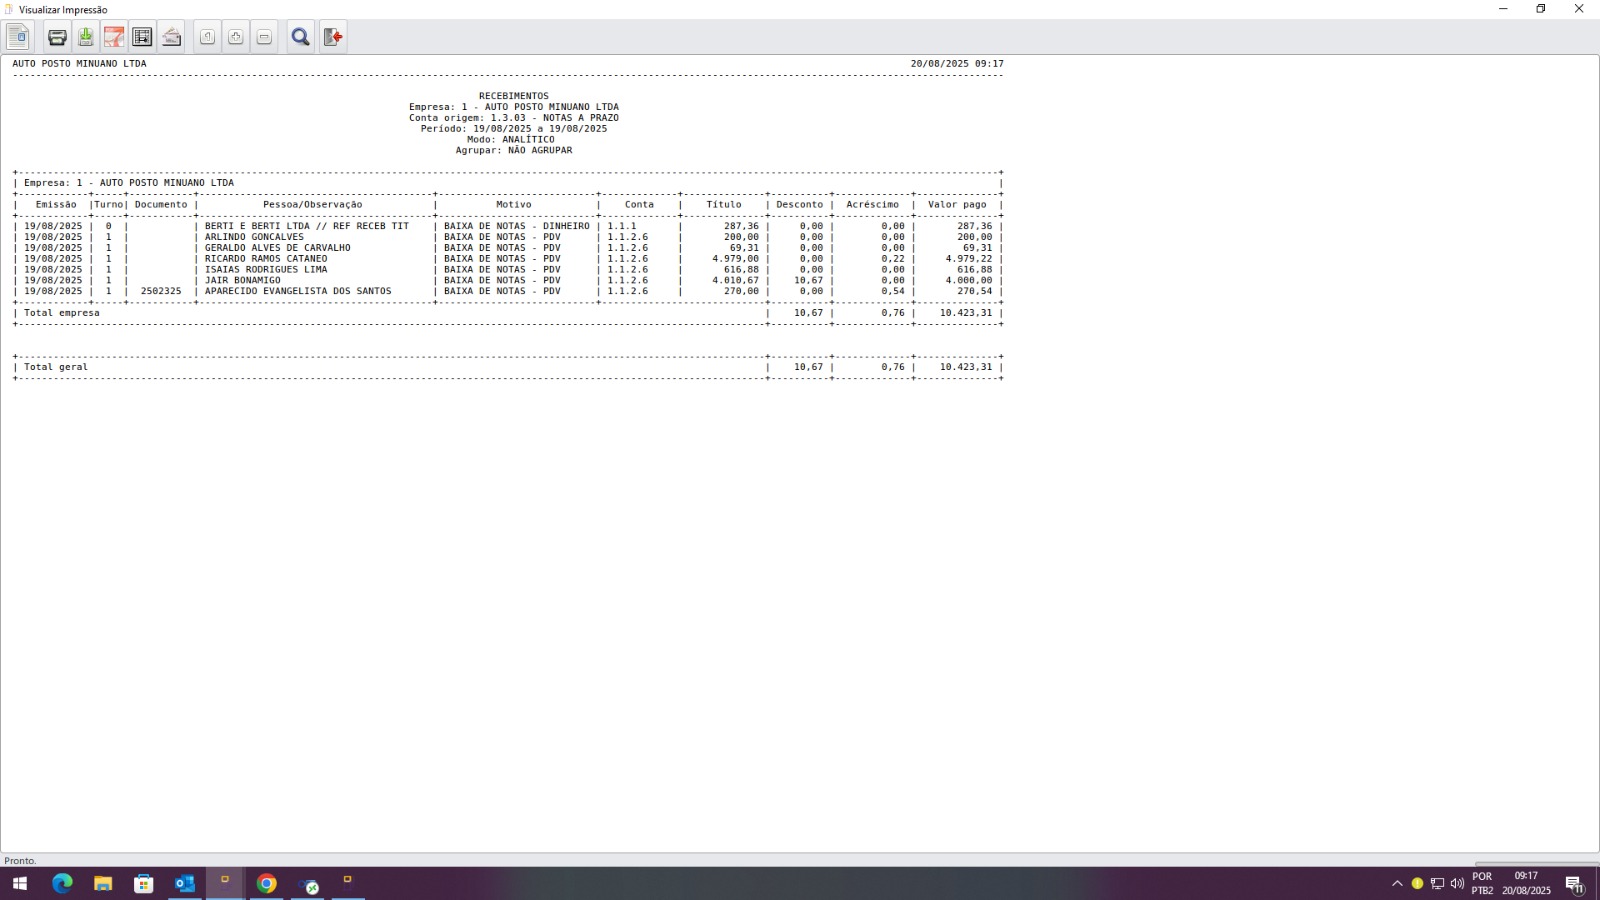 Visualizar Impressão
AUTO POSTO MINUANO LTDA 20/08/2025 09:17
RECEBIMENTOS
Empresa: 1 - AUTO POSTO MINUANO LTDA
Conta origem: 1.3.03 - NOTAS A PRAZO
Período: 19/08/2025 a 19/08/2025
Modo: ANALÍTICO
Agrupar: NÃO AGRUPAR
| Empresa: 1 - AUTO POSTO MINUANO LTDA |
| Emissão |Turno| Documento | Pessoa/Observação | Motivo | Conta | Título | Desconto | Acréscimo | Valor pago |
| 19/08/2025 | 0 | | BERTI E BERTI LTDA // REF RECEB TIT | BAIXA DE NOTAS - DINHEIRO | 1.1.1 | 287,36 | 0,00 | 0,00 | 287,36 |
| 19/08/2025 | 1 | | ARLINDO GONCALVES | BAIXA DE NOTAS - PDV | 1.1.2.6 | 200,00 | 0,00 | 0,00 | 200,00 |
| 19/08/2025 | 1 | | GERALDO ALVES DE CARVALHO | BAIXA DE NOTAS - PDV | 1.1.2.6 | 69,31 | 0,00 | 0,00 | 69,31 |
| 19/08/2025 | 1 | | RICARDO RAMOS CATANEO | BAIXA DE NOTAS - PDV | 1.1.2.6 | 4.979,00 | 0,00 | 0,22 | 4.979,22 |
| 19/08/2025 | 1 | | ISAIAS RODRIGUES LIMA | BAIXA DE NOTAS - PDV | 1.1.2.6 | 616,88 | 0,00 | 0,00 | 616,88 |
| 19/08/2025 | 1 | | JAIR BONAMIGO | BAIXA DE NOTAS - PDV | 1.1.2.6 | 4.010,67 | 10,67 | 0,00 | 4.000,00 |
| 19/08/2025 | 1 | 2502325 | APARECIDO EVANGELISTA DOS SANTOS | BAIXA DE NOTAS - PDV | 1.1.2.6 | 270,00 | 0,00 | 0,54 | 270,54 |
| Total empresa | 10,67 | 0,76 | 10.423,31 |
| Total geral | 10,67 | 0,76 | 10.423,31 |
Pronto.
POR 09:17
PTB2 20/08/2025 11